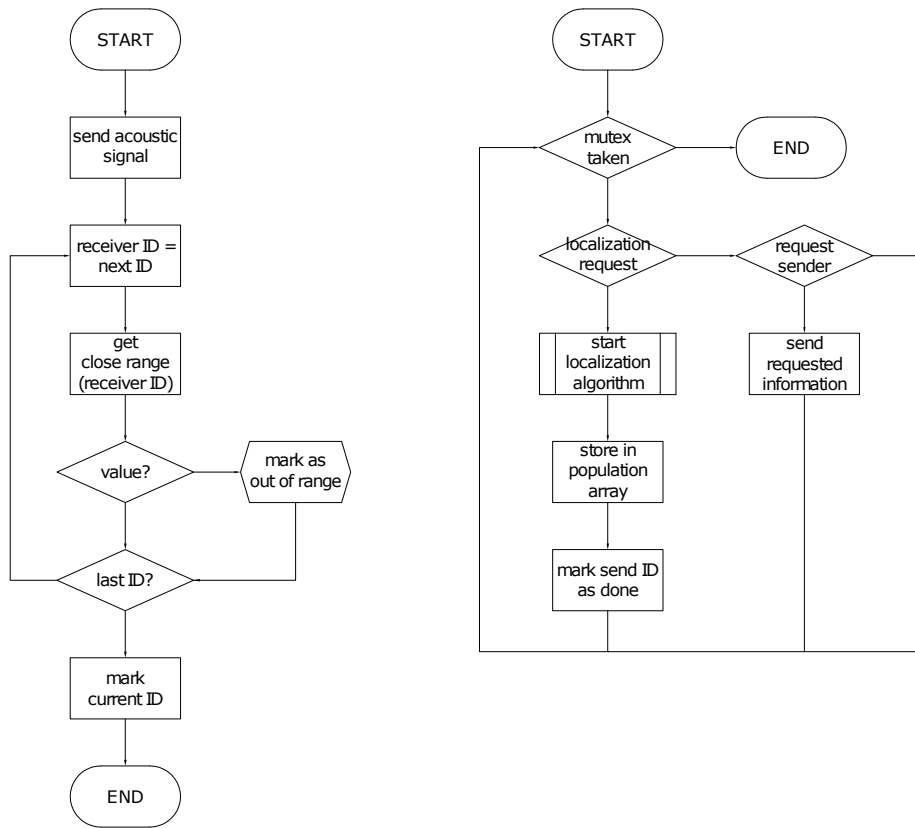 START
send acoustic
signal
receiver ID =
next ID
get
close range
(receiver ID)
value?
mark as
out of range
last ID?
mark
current ID
END
START
mutex
taken
END
localization
request
request
sender
start
localization
algorithm
send
requested
information
store in
population
array
mark send ID
as done